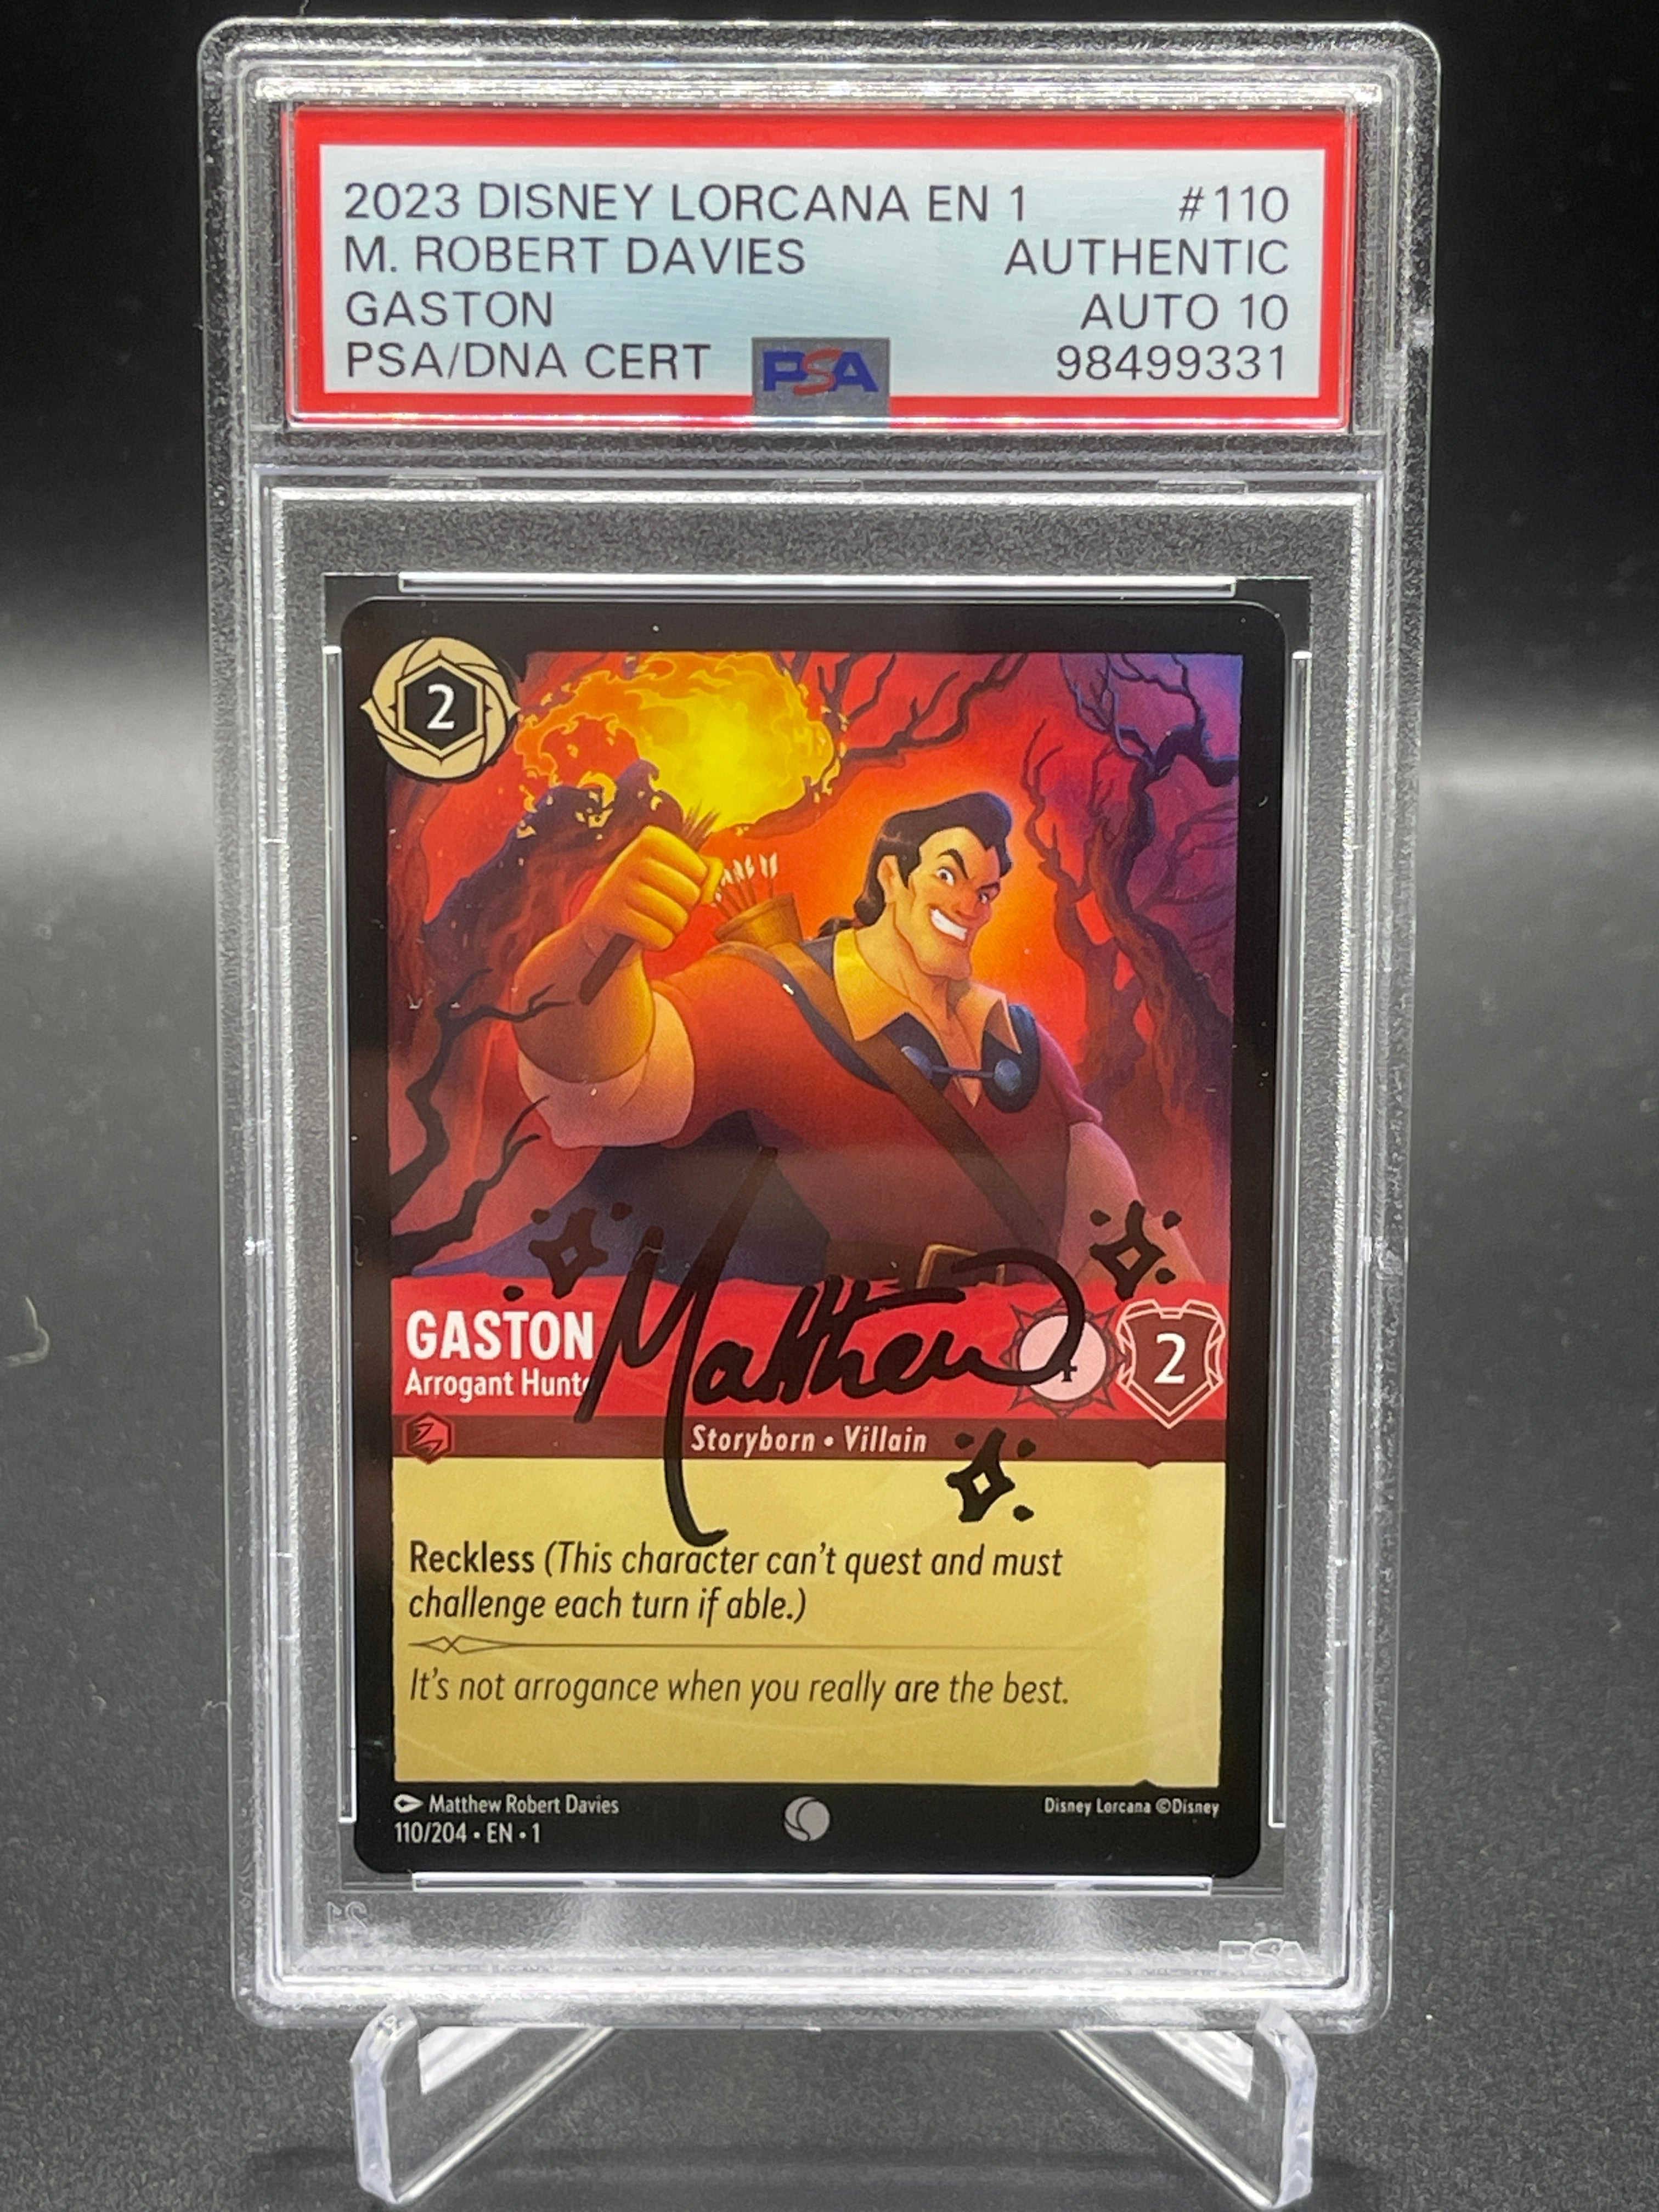 2023 DISNEY LORCANA EN 1 #110
M. ROBERT DAVIES AUTHENTIC
GASTON AUTO 10
PSA/DNA CERT PSA 98499331
2
Matthew
GASTON
Arrogant Hunte
4 2
Storyborn • Villain
Reckless (This character can't quest and must
challenge each turn if able.)
It's not arrogance when you really are the best.
Matthew Robert Davies Disney Lorcana ©Disney
110/204 • EN • 1
PSA